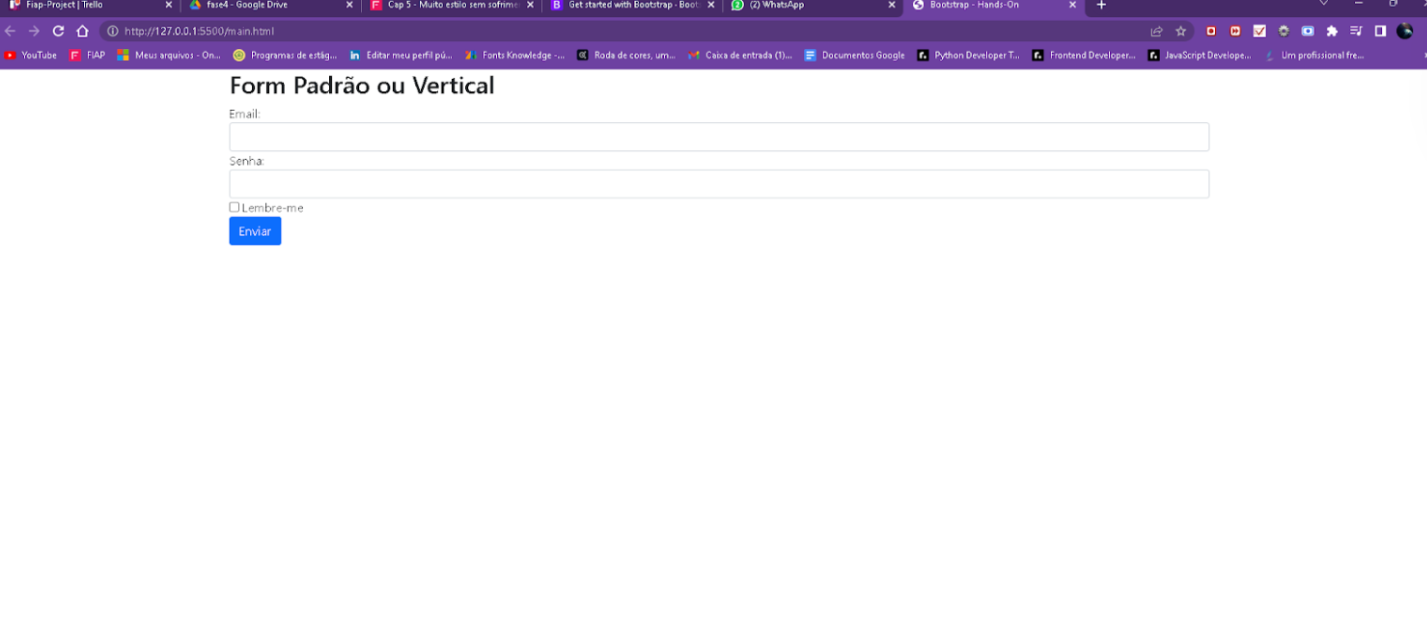 Fiap-Project | Trello
fase4 - Google Drive
Cap 5 - Muito estilo sem sofrime
Get started with Bootstrap · Boot
(2) WhatsApp
Bootstrap - Hands-On
http://127.0.0.1:5500/main.html
YouTube
FIAP
Meus arquivos - On...
Programas de estág...
Editar meu perfil pú...
Fonts Knowledge -...
Roda de cores, um...
Caixa de entrada (1)...
Documentos Google
Python Developer T...
Frontend Developer...
JavaScript Develope...
Um profissional fre...
Form Padrão ou Vertical
Email:
Senha:
Lembre-me
Enviar